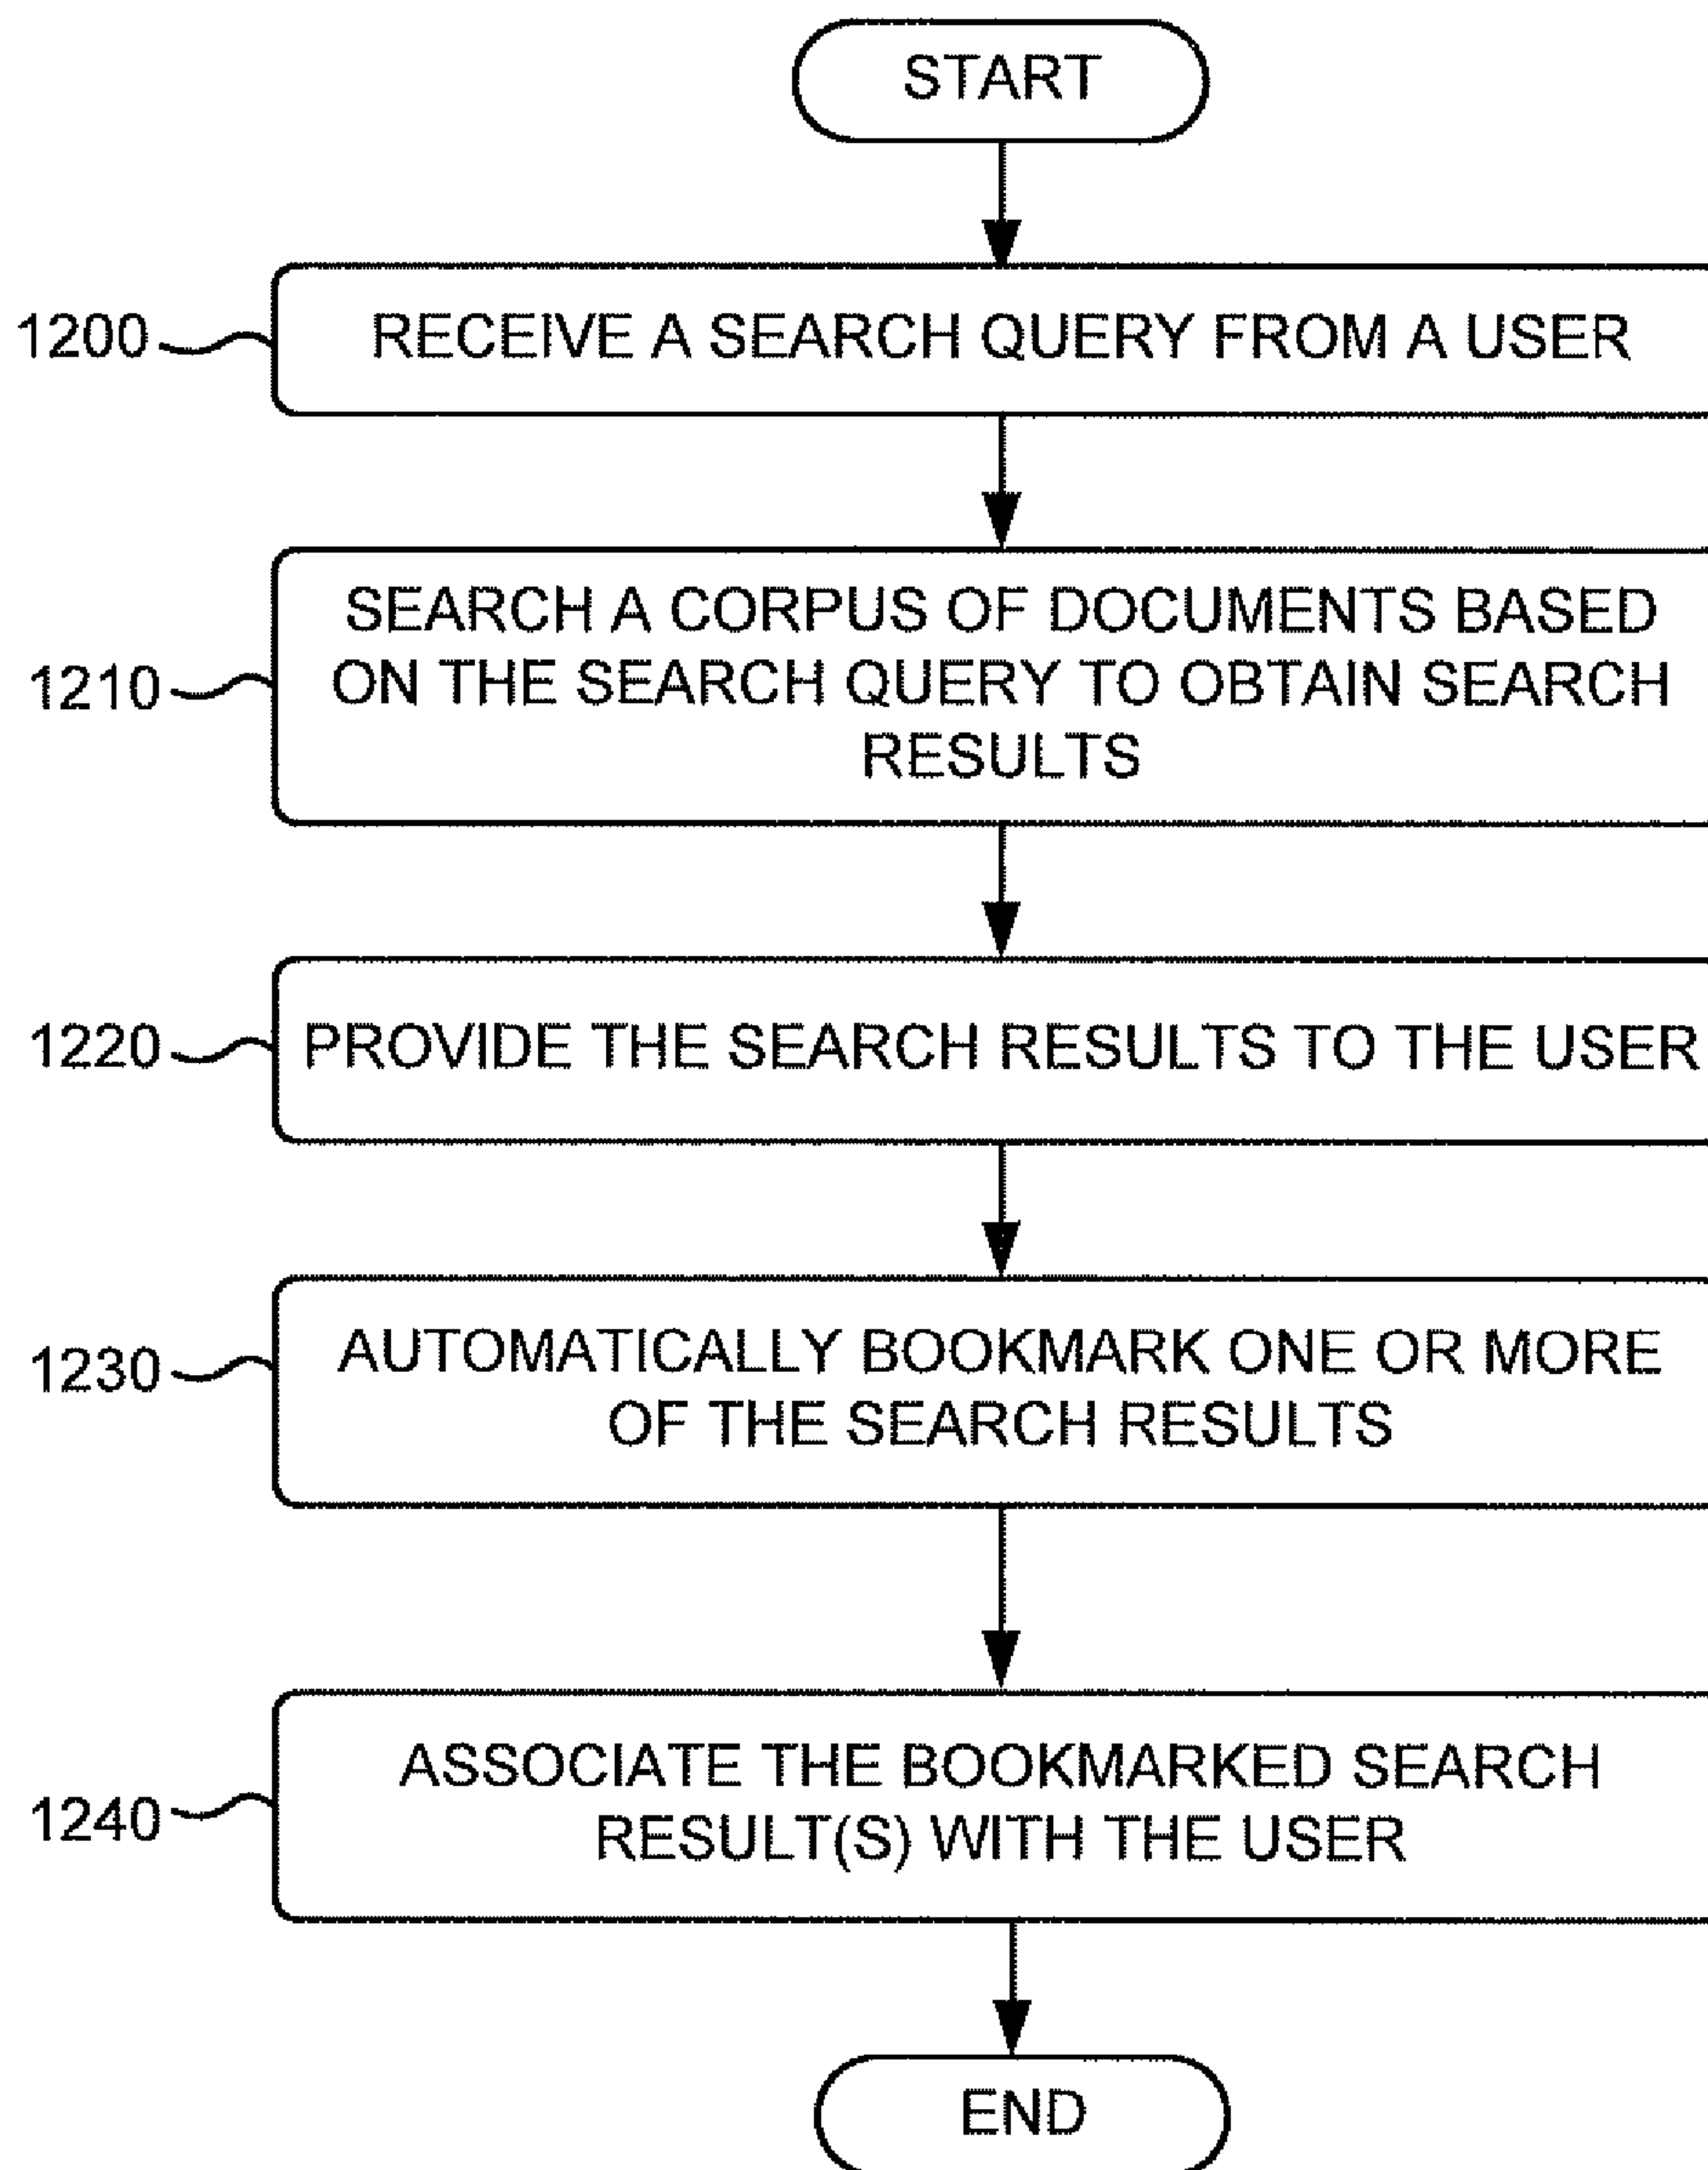 START
1200
RECEIVE A SEARCH QUERY FROM A USER
SEARCH A CORPUS OF DOCUMENTS BASED
1210
ON THE SEARCH QUERY TO OBTAIN SEARCH
RESULTS
1220
PROVIDE THE SEARCH RESULTS TO THE USER
1230
AUTOMATICALLY BOOKMARK ONE OR MORE
OF THE SEARCH RESULTS
1240
ASSOCIATE THE BOOKMARKED SEARCH
RESULT(S) WITH THE USER
END